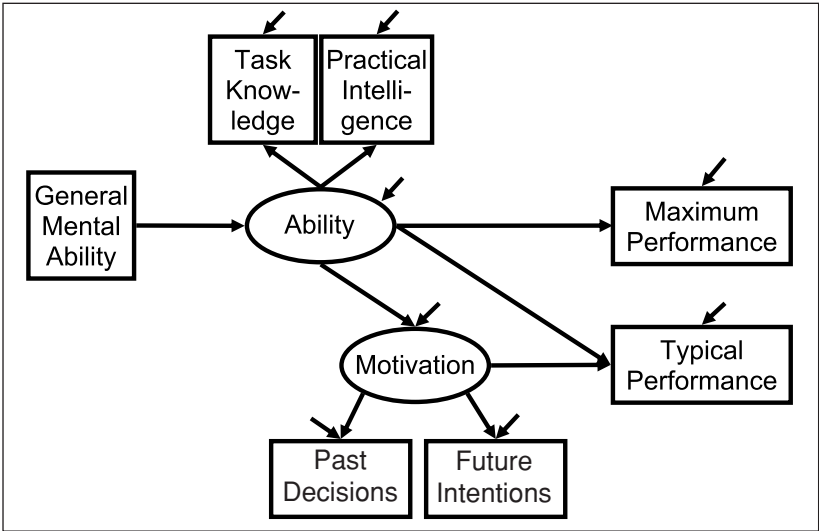 Task
Know-
ledge
Practical
Intelli-
gence
General
Mental
Ability
Ability
Maximum
Performance
Motivation
Typical
Performance
Past
Decisions
Future
Intentions